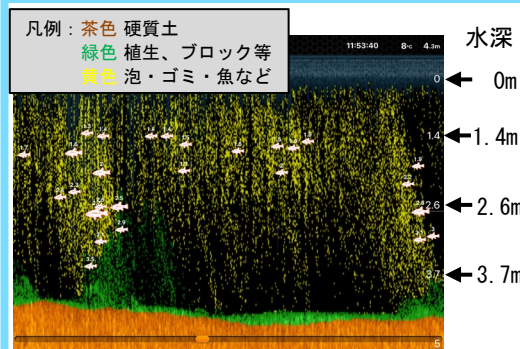 凡例：茶色 硬質土
緑色 植生、ブロック等
黄色 泡・ゴミ・魚など
11:53:40 8℃ 4.3m
水深
0
0m
1.4
1.4m
2.6
2.6m
3.7
3.7m
5